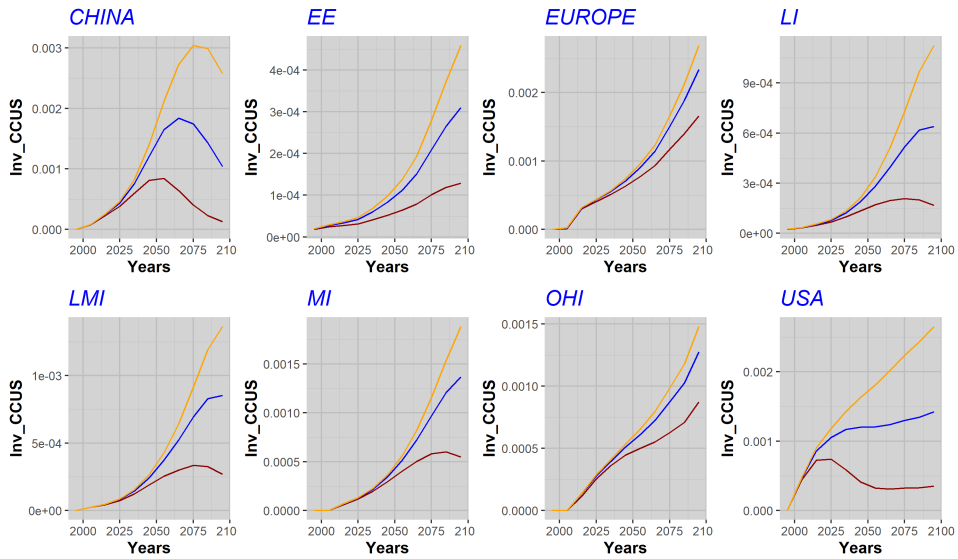 CHINA
EE
EUROPE
LI
Inv_CCUS
0.003
0.002
0.001
0.000
2000 2025 2050 2075 210
Years
Inv_CCUS
4e-04
3e-04
2e-04
1e-04
0e+00
2000 2025 2050 2075 210
Years
Inv_CCUS
0.002
0.001
0.000
2000 2025 2050 2075 210
Years
Inv_CCUS
9e-04
6e-04
3e-04
0e+00
2000 2025 2050 2075 2100
Years
LMI
MI
OHI
USA
Inv_CCUS
1e-03
5e-04
0e+00
2000 2025 2050 2075 210
Years
Inv_CCUS
0.0015
0.0010
0.0005
0.0000
2000 2025 2050 2075 210
Years
Inv_CCUS
0.0015
0.0010
0.0005
0.0000
2000 2025 2050 2075 210
Years
Inv_CCUS
0.002
0.001
0.000
2000 2025 2050 2075 2100
Years